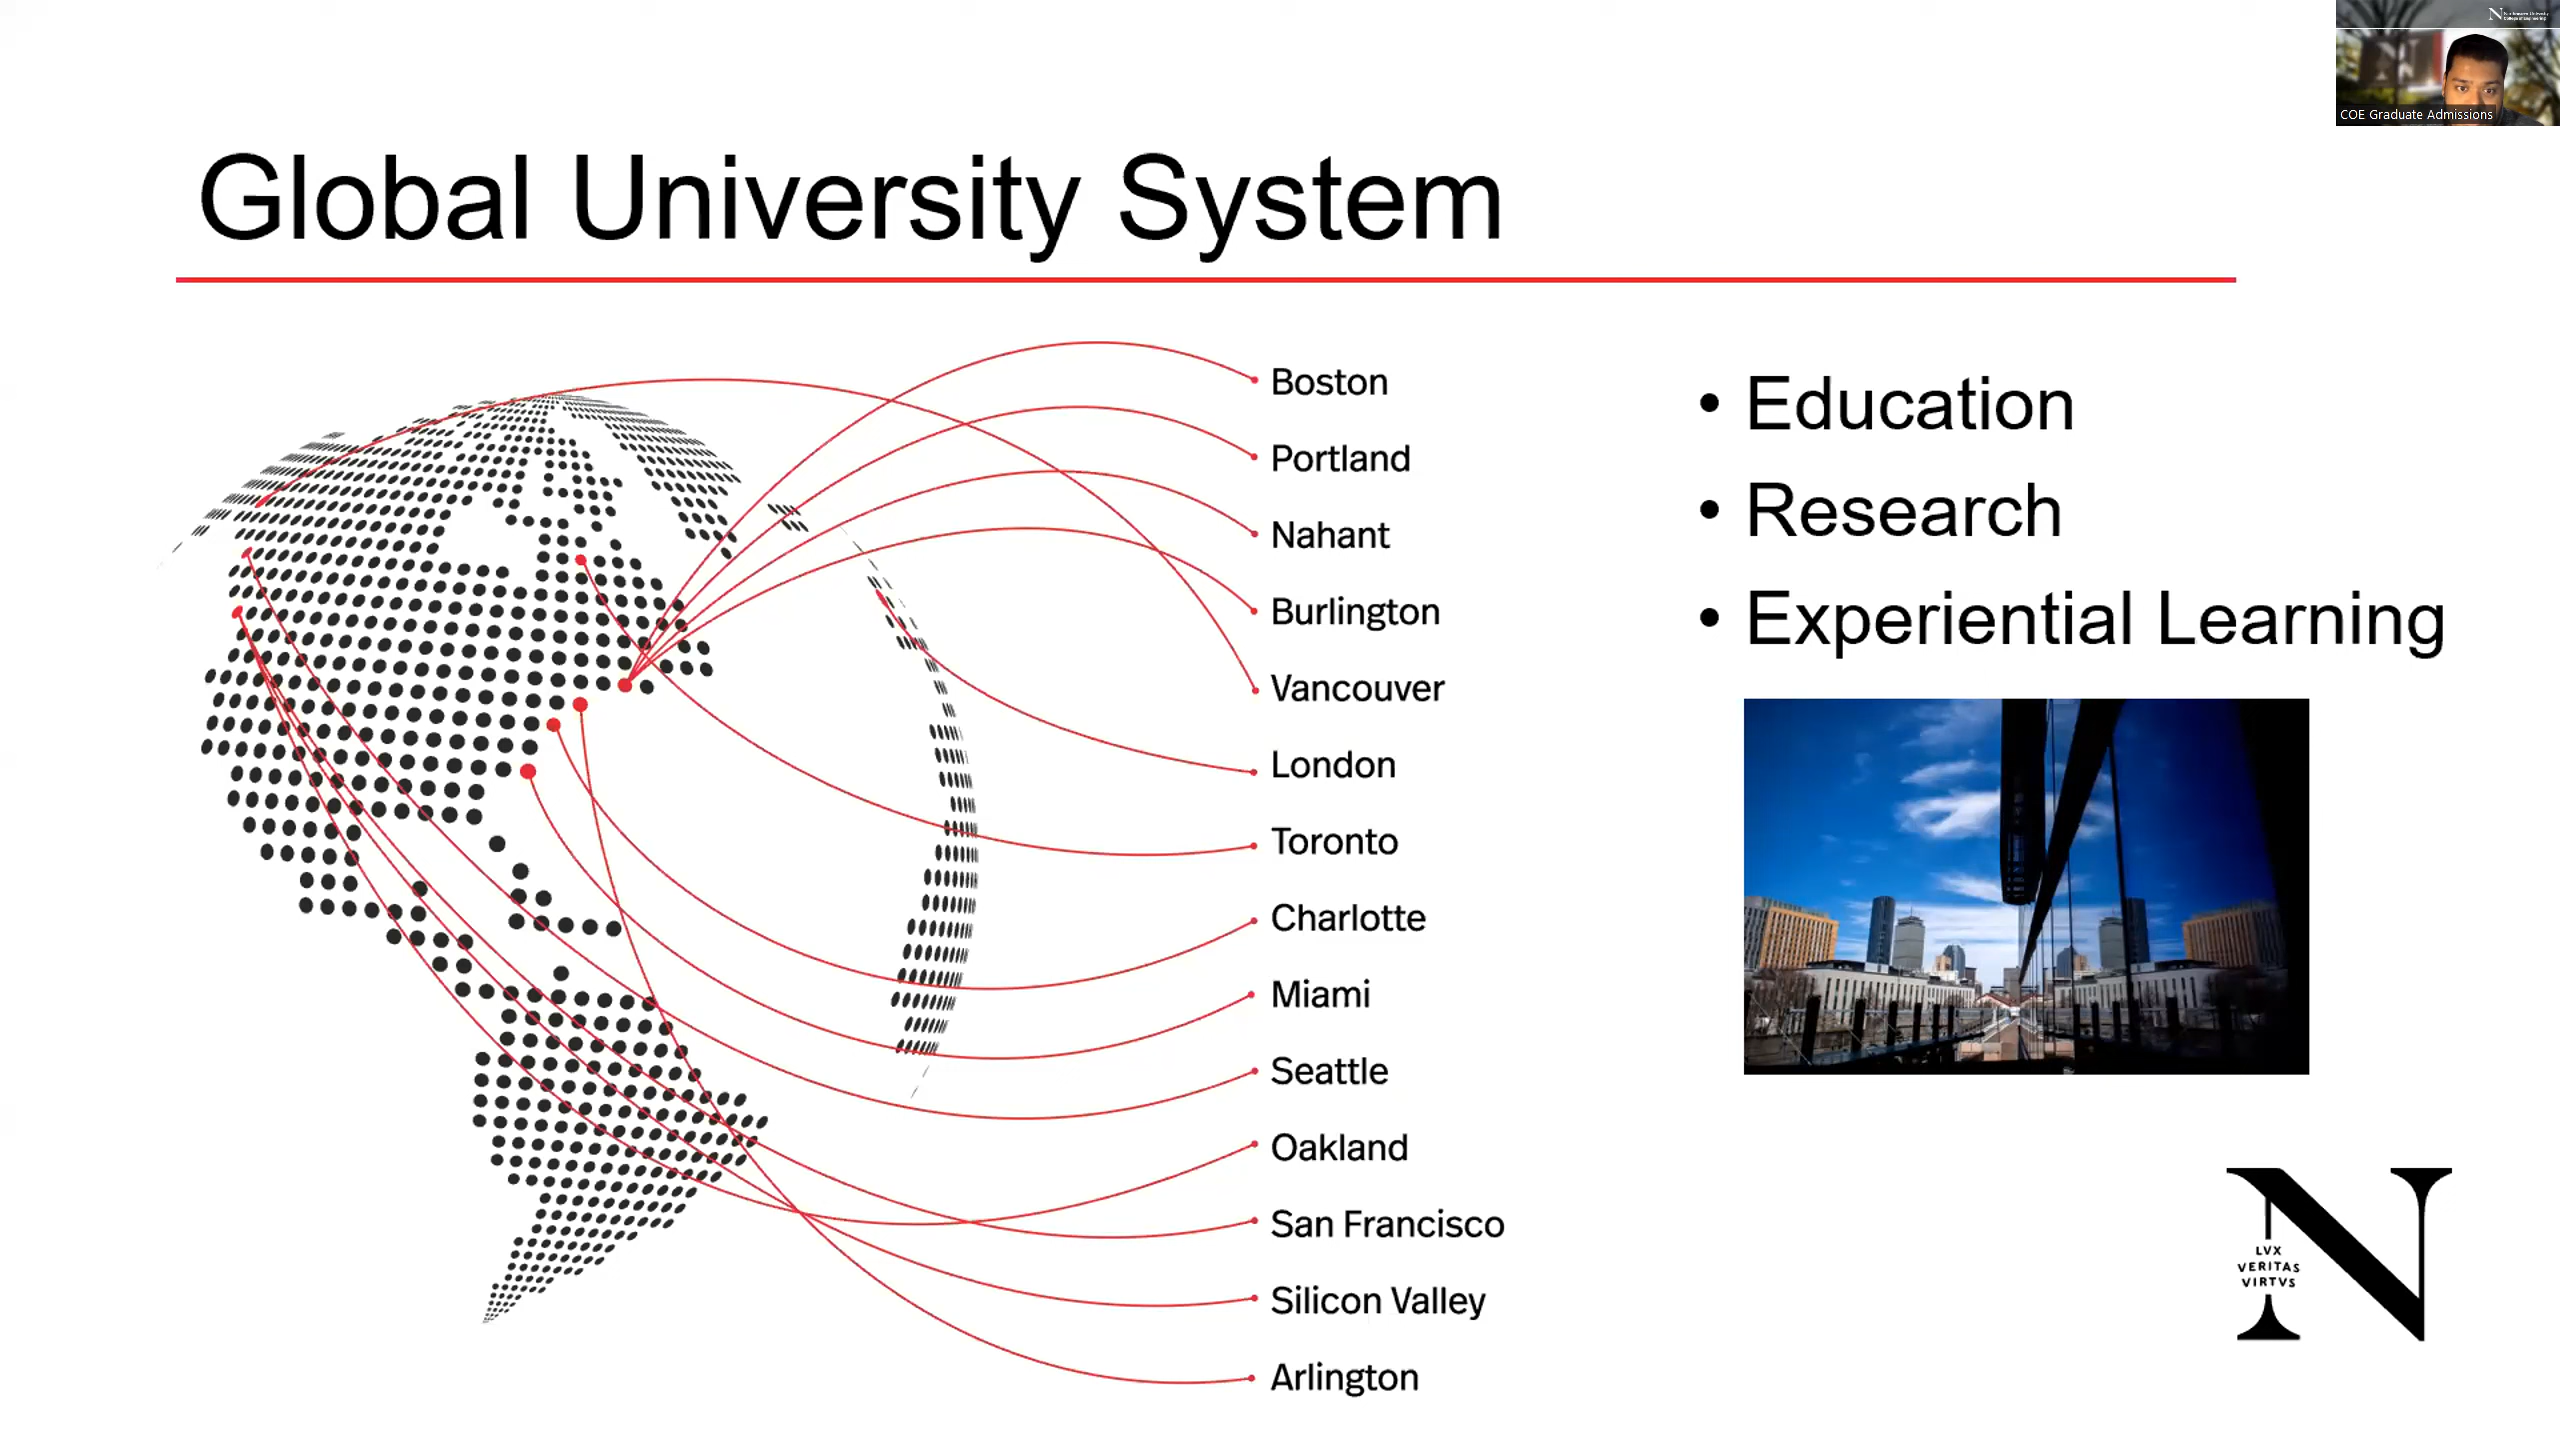 COE Graduate Admissions
Global University System
Boston
Portland
Nahant
Burlington
Vancouver
London
Toronto
Charlotte
Miami
Seattle
Oakland
San Francisco
Silicon Valley
Arlington
• Education
• Research
• Experiential Learning
N
LVX
VERITAS
VIRTVS